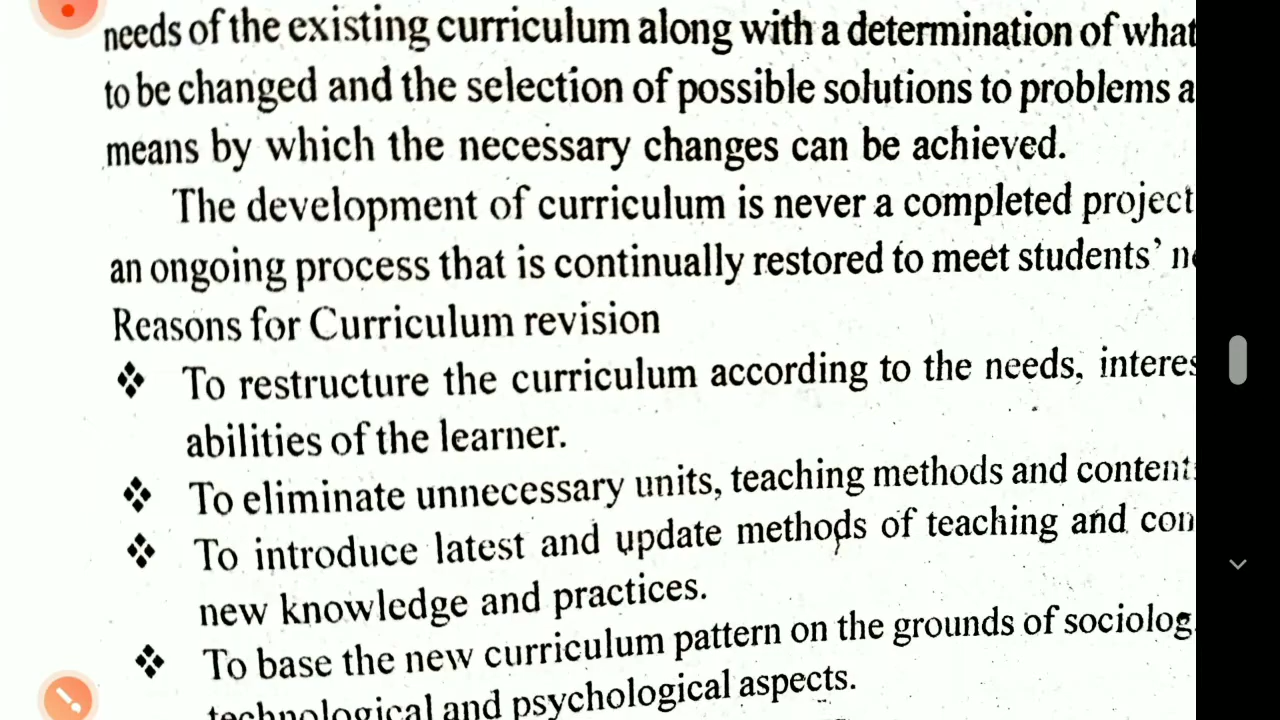 needs of the existing curriculum along with a determination of what
to be changed and the selection of possible solutions to problems a
means by which the necessary changes can be achieved.
The development of curriculum is never a completed project
an ongoing process that is continually restored to meet students'
Reasons for Curriculum revision
To restructure the curriculum according to the needs, interes
abilities of the learner.
To eliminate unnecessary units, teaching methods and content
To introduce latest and update methods of teaching and con
new knowledge and practices.
To base the new curriculum pattern on the grounds of sociolog
technological and psychological aspects.